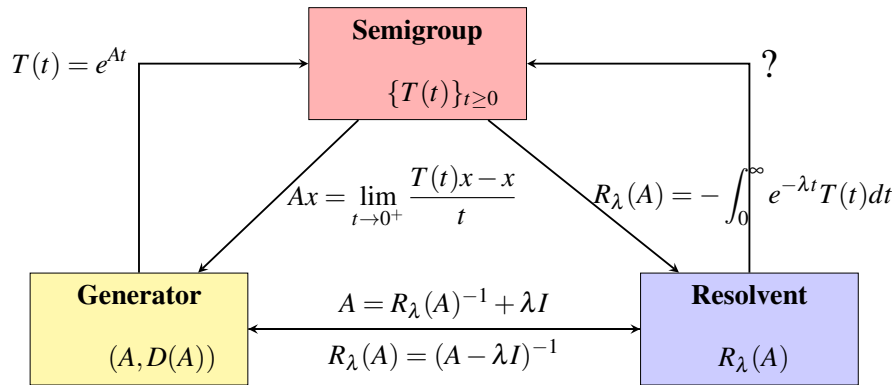 Semigroup
T(t) = e^{At}
?
{T(t)}_{t≥0}
Ax = lim_{t→0^+} \frac{T(t)x − x}{t}
R_λ(A) = − ∫_0^∞ e^{−λt} T(t)dt
Generator
A = R_λ(A)^{−1} + λI
Resolvent
(A, D(A))
R_λ(A) = (A − λI)^{−1}
R_λ(A)